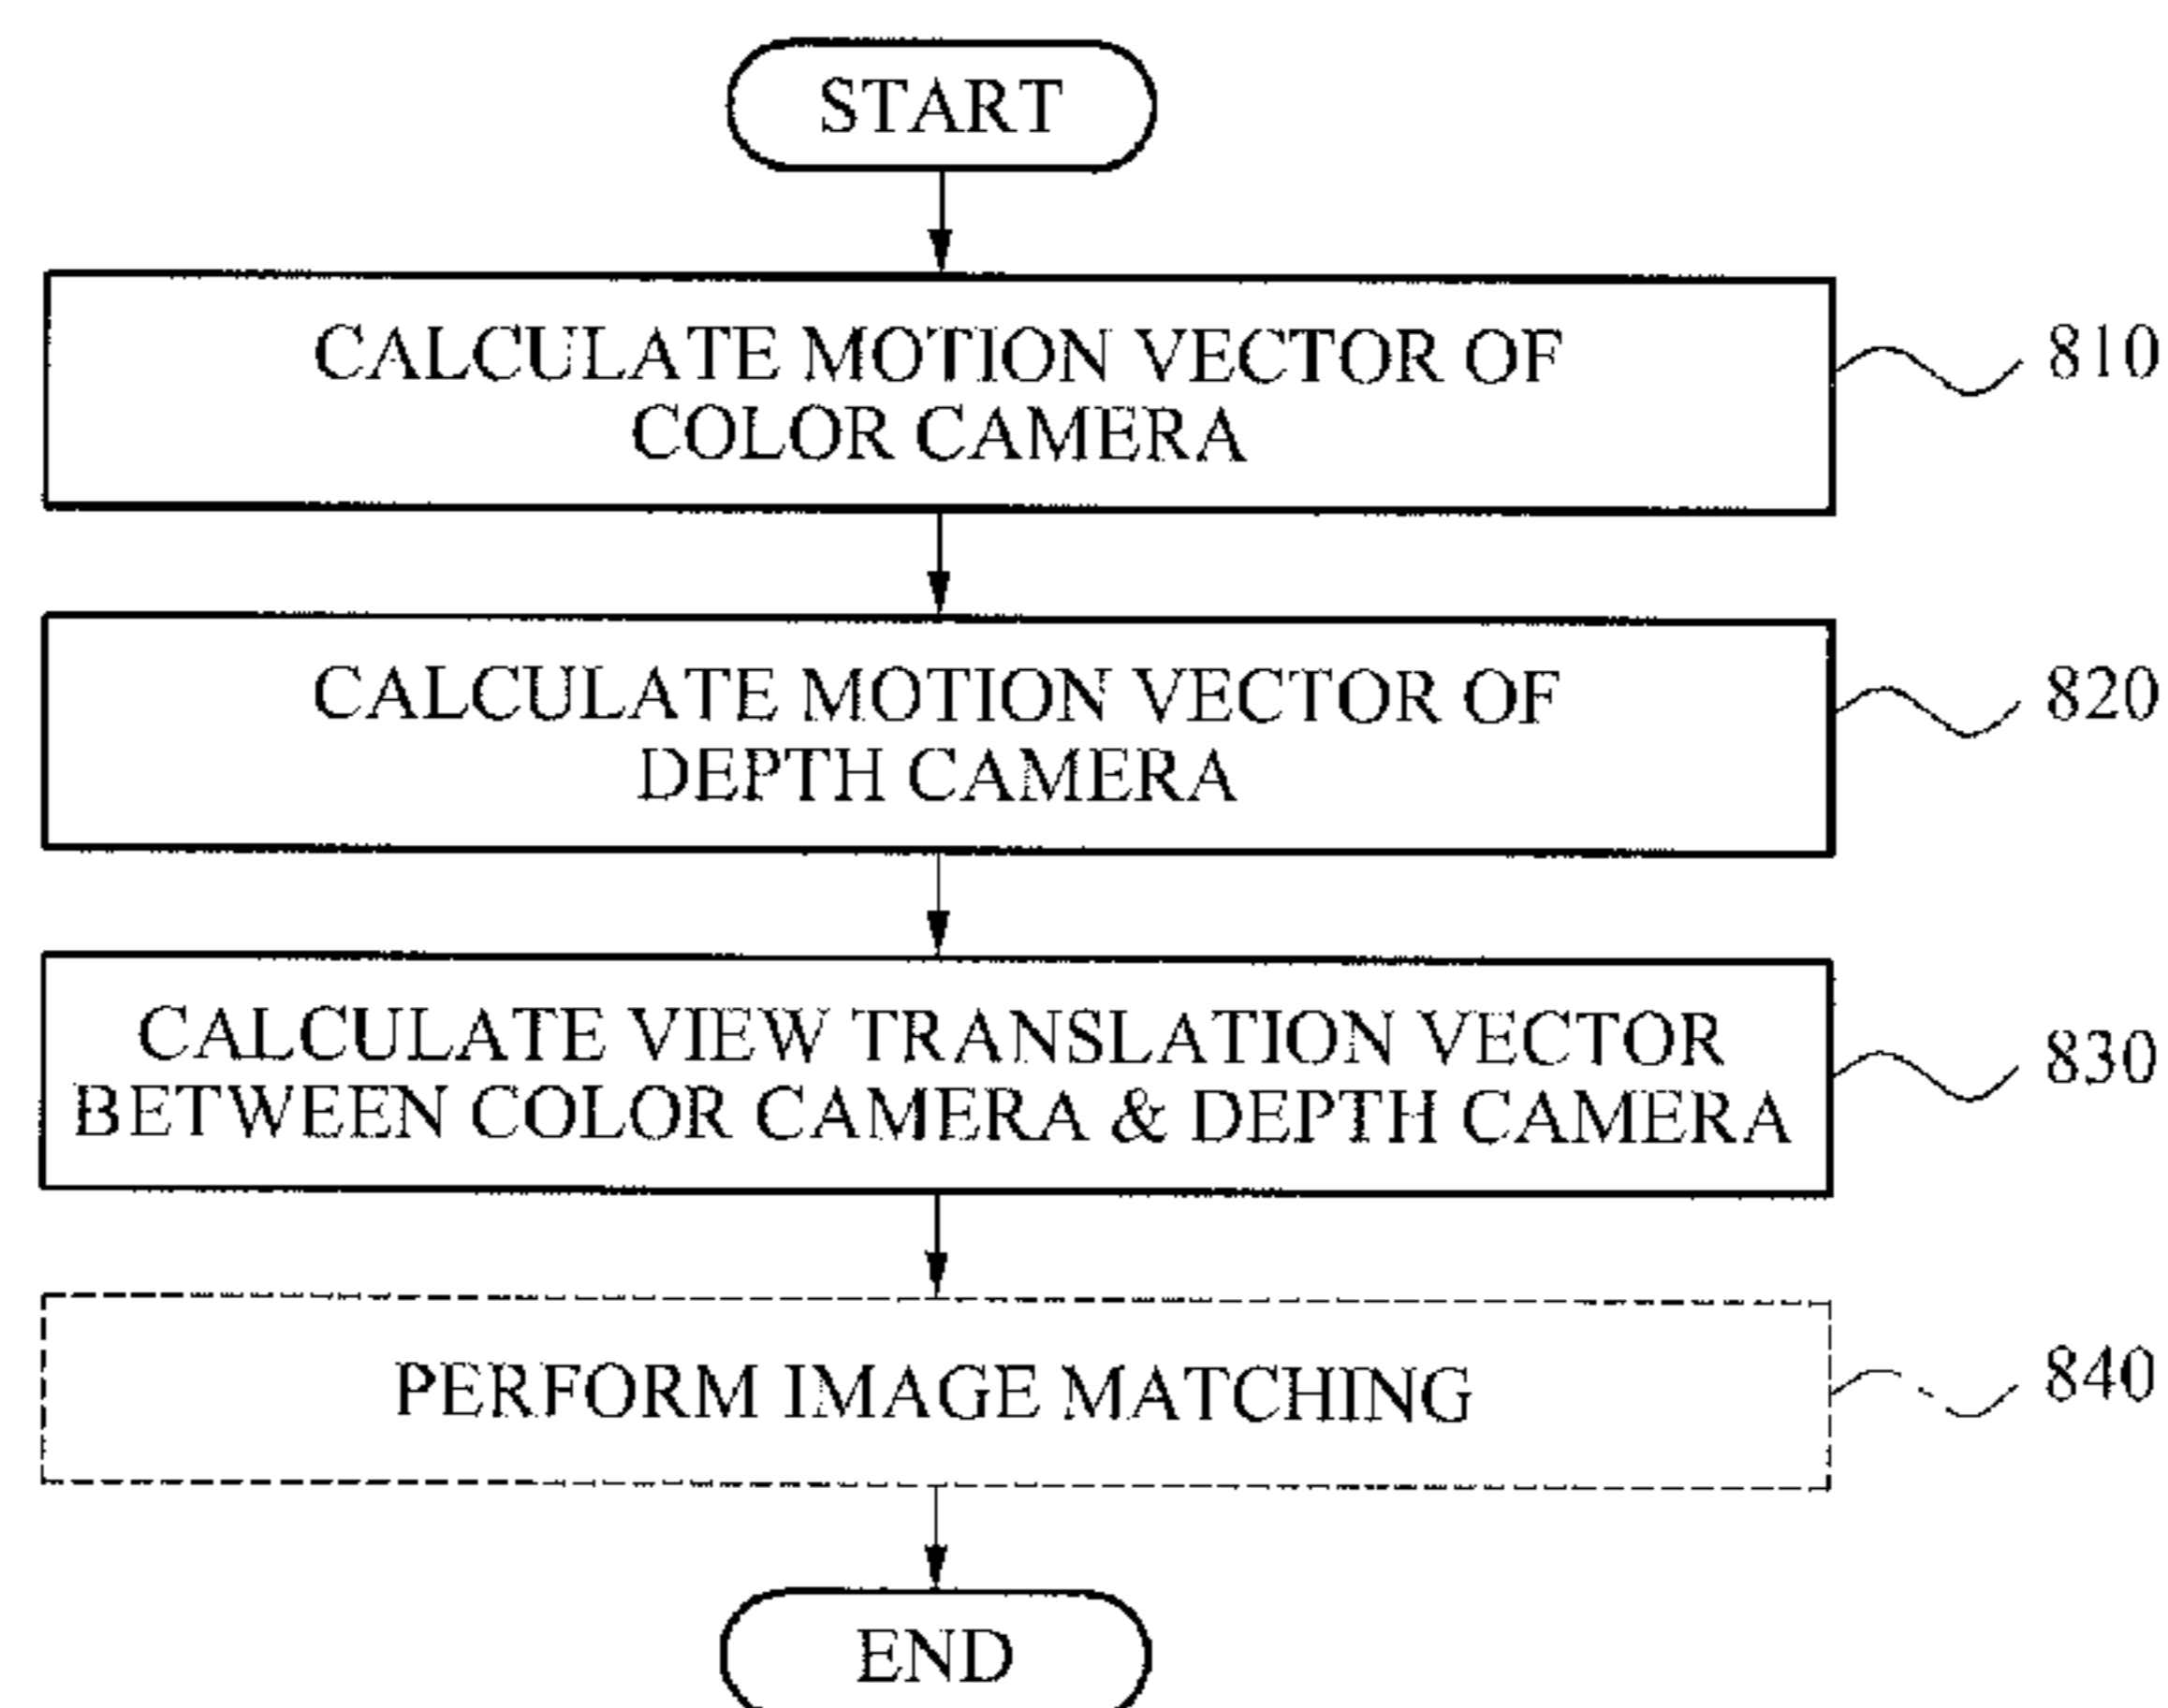 START
CALCULATE MOTION VECTOR OF
COLOR CAMERA
810
CALCULATE MOTION VECTOR OF
DEPTH CAMERA
820
CALCULATE VIEW TRANSLATION VECTOR
BETWEEN COLOR CAMERA & DEPTH CAMERA
830
PERFORM IMAGE MATCHING
840
END